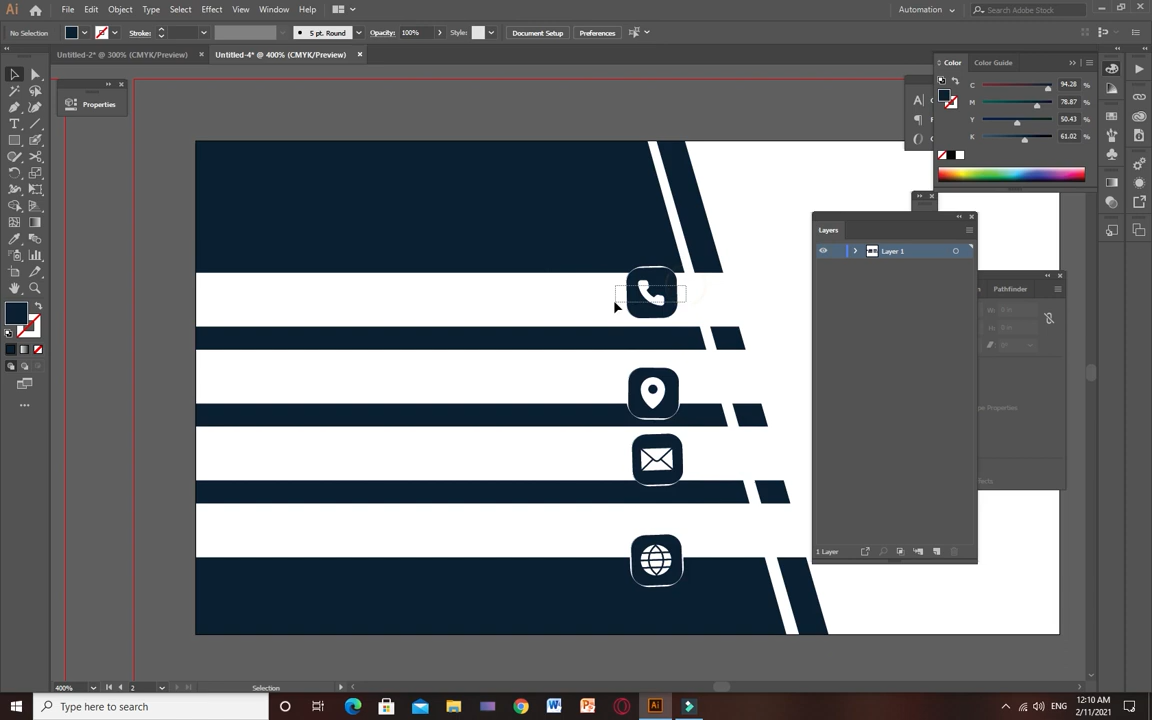 Ai
File
Edit
Object
Type
Select
Effect
View
Window
Help
Automation
Search Adobe Stock
No Selection
Stroke:
5 pt. Round
Opacity:
100%
Style:
Document Setup
Preferences
Untitled-2* @ 300% (CMYK/Preview)
Untitled-4* @ 400% (CMYK/Preview)
Properties
Color
Color Guide
C
94.28
%
M
78.87
%
Y
50.43
%
K
61.02
%
Layers
Layer 1
1 Layer
Pathfinder
400%
2
Selection
Type here to search
Ai
ENG
12:10 AM
2/11/2021